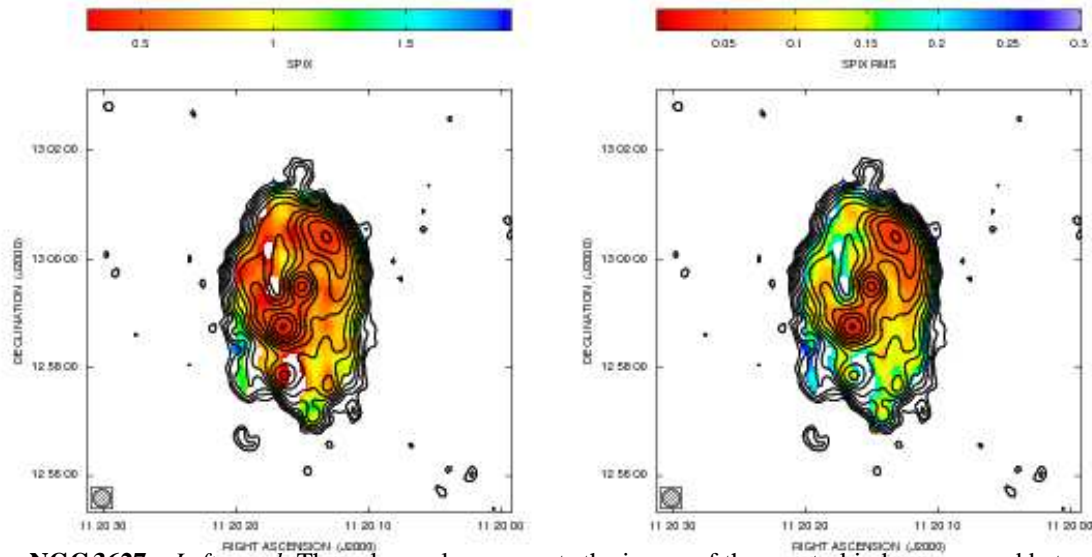 0.5 1 1.5
SPIX
0.05 0.1 0.15 0.2 0.25 0.3
SPIX RMS
13 02 00
13 00 00
12 58 00
12 56 00
DECLINATION (J2000)
11 20 30 11 20 20 11 20 10 11 20 00
RIGHT ASCENSION (J2000)
13 02 00
13 00 00
12 58 00
12 56 00
DECLINATION (J2000)
11 20 30 11 20 20 11 20 10 11 20 00
RIGHT ASCENSION (J2000)
NGC 3627